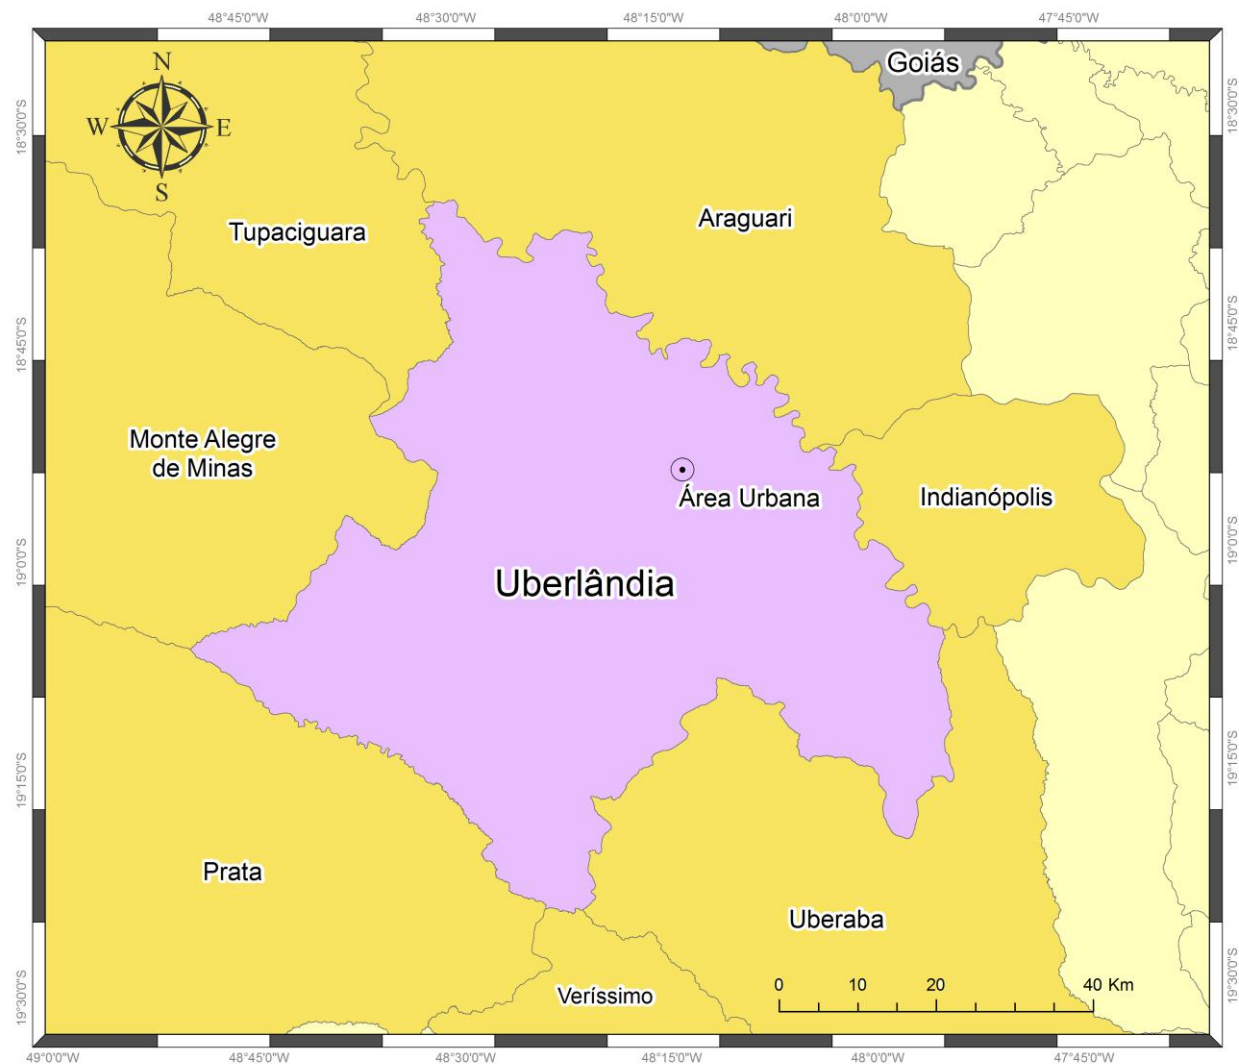 48°45'0"W 48°30'0"W 48°15'0"W 48°0'0"W 47°45'0"W
Goiás
N
W E
S
18°30'0"S
18°30'0"S
Tupaciguara
Araguari
18°45'0"S
18°45'0"S
Monte Alegre
de Minas
Área Urbana
Indianópolis
19°0'0"S
19°0'0"S
Uberlândia
19°15'0"S
19°15'0"S
Prata
Uberaba
Veríssimo
0 10 20 40 Km
19°30'0"S
19°30'0"S
49°0'0"W 48°45'0"W 48°30'0"W 48°15'0"W 48°0'0"W 47°45'0"W